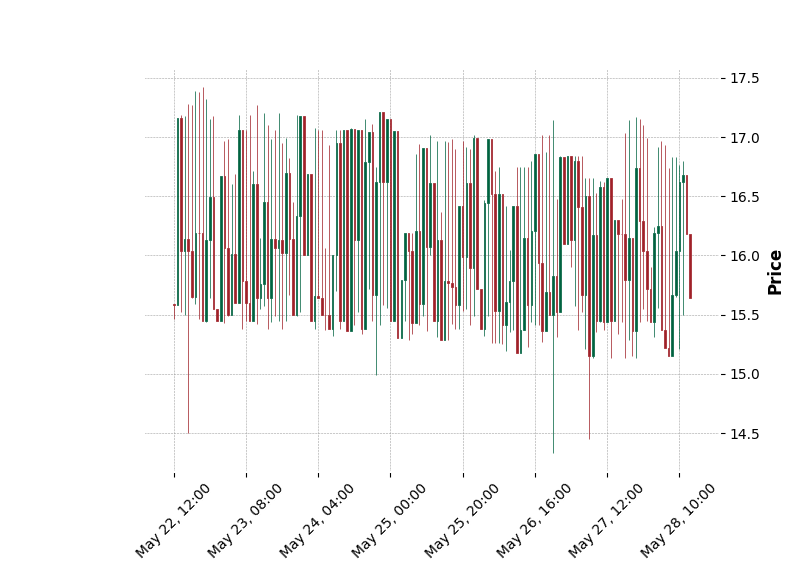 17.5
17.0
16.5
16.0
15.5
15.0
14.5
Price
May 22, 12:00
May 23, 08:00
May 24, 04:00
May 25, 00:00
May 25, 20:00
May 26, 16:00
May 27, 12:00
May 28, 10:00